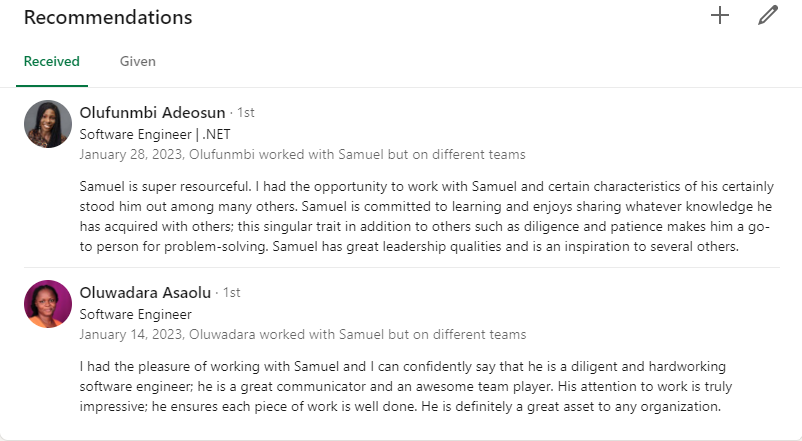 Recommendations
Received
Given
Olufunmbi Adeosun · 1st
Software Engineer | .NET
January 28, 2023, Olufunmbi worked with Samuel but on different teams
Samuel is super resourceful. I had the opportunity to work with Samuel and certain characteristics of his certainly
stood him out among many others. Samuel is committed to learning and enjoys sharing whatever knowledge he
has acquired with others; this singular trait in addition to others such as diligence and patience makes him a go-
to person for problem-solving. Samuel has great leadership qualities and is an inspiration to several others.
Oluwadara Asaolu · 1st
Software Engineer
January 14, 2023, Oluwadara worked with Samuel but on different teams
I had the pleasure of working with Samuel and I can confidently say that he is a diligent and hardworking
software engineer; he is a great communicator and an awesome team player. His attention to work is truly
impressive; he ensures each piece of work is well done. He is definitely a great asset to any organization.